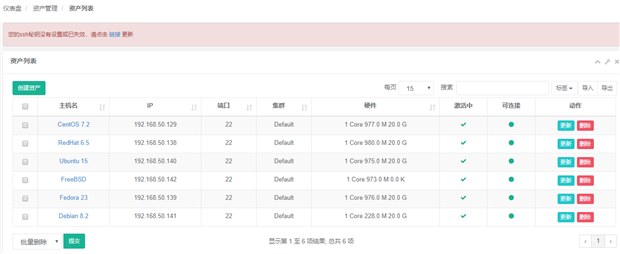 仪表盘 / 资产管理 / 资产列表
您的ssh秘钥没有设置或已失效，请点击 链接 更新
资产列表
创建资产 每页 15 搜索 标签 导入 导出
主机名 IP 端口 集群 硬件 激活中 可连接 动作
CentOS 7.2 192.168.50.129 22 Default 1 Core 977.0 M 20.0 G 更新 删除
RedHat 6.5 192.168.50.138 22 Default 1 Core 980.0 M 20.0 G 更新 删除
Ubuntu 15 192.168.50.140 22 Default 1 Core 975.0 M 20.0 G 更新 删除
FreeBSD 192.168.50.142 22 Default 1 Core 973.0 M 0.0 K 更新 删除
Fedora 23 192.168.50.139 22 Default 1 Core 976.0 M 20.0 G 更新 删除
Debian 8.2 192.168.50.141 22 Default 1 Core 228.0 M 20.0 G 更新 删除
批量删除 提交 显示第 1 至 6 项结果, 总共 6 项 ‹ 1 ›